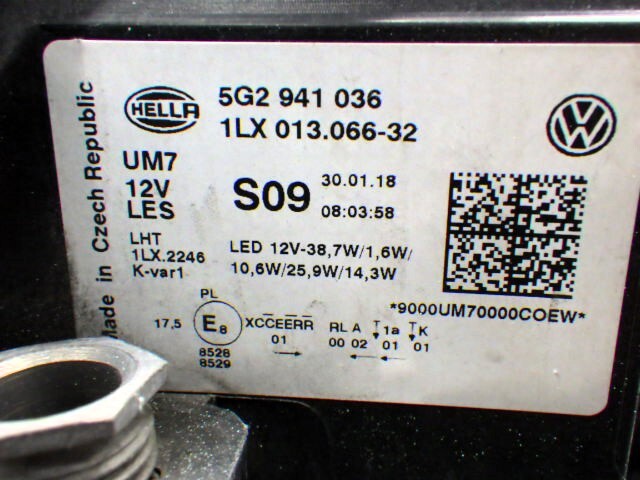 Made in Czech Republic
HELLA
5G2 941 036
1LX 013.066-32
UM7
12V
LES
S09
30.01.18
08:03:58
LHT
1LX.2246
K-var1
LED 12V-38,7W/1,6W/
10,6W/25,9W/14,3W
*9000UM70000COEW*
PL
17,5 E8 XCCEERR RL A 1a K
01 00 02 01 01
8528
8529